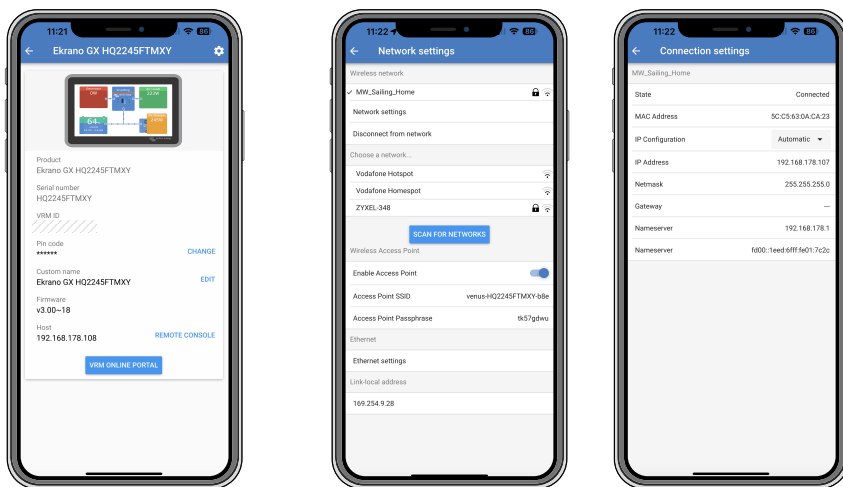 11:21
86
Ekrano GX HQ2245FTMXY
0W
223W
64
245W
Product
Ekrano GX HQ2245FTMXY
Serial number
HQ2245FTMXY
VRM ID
Pin code
******
CHANGE
Custom name
Ekrano GX HQ2245FTMXY
EDIT
Firmware
v3.00~18
Host
192.168.178.108
REMOTE CONSOLE
VRM ONLINE PORTAL
11:22
86
Network settings
Wireless network
MW_Sailing_Home
Network settings
Disconnect from network
Choose a network...
Vodafone Hotspot
Vodafone Homespot
ZYXEL-348
SCAN FOR NETWORKS
Wireless Access Point
Enable Access Point
Access Point SSID venus-HQ2245FTMXY-b8e
Access Point Passphrase tk57gdwu
Ethernet
Ethernet settings
Link-local address
169.254.9.28
11:22
86
Connection settings
MW_Sailing_Home
State Connected
MAC Address 5C:C5:63:0A:CA:23
IP Configuration Automatic
IP Address 192.168.178.107
Netmask 255.255.255.0
Gateway —
Nameserver 192.168.178.1
Nameserver fd00::1eed:6fff:fe01:7c2c